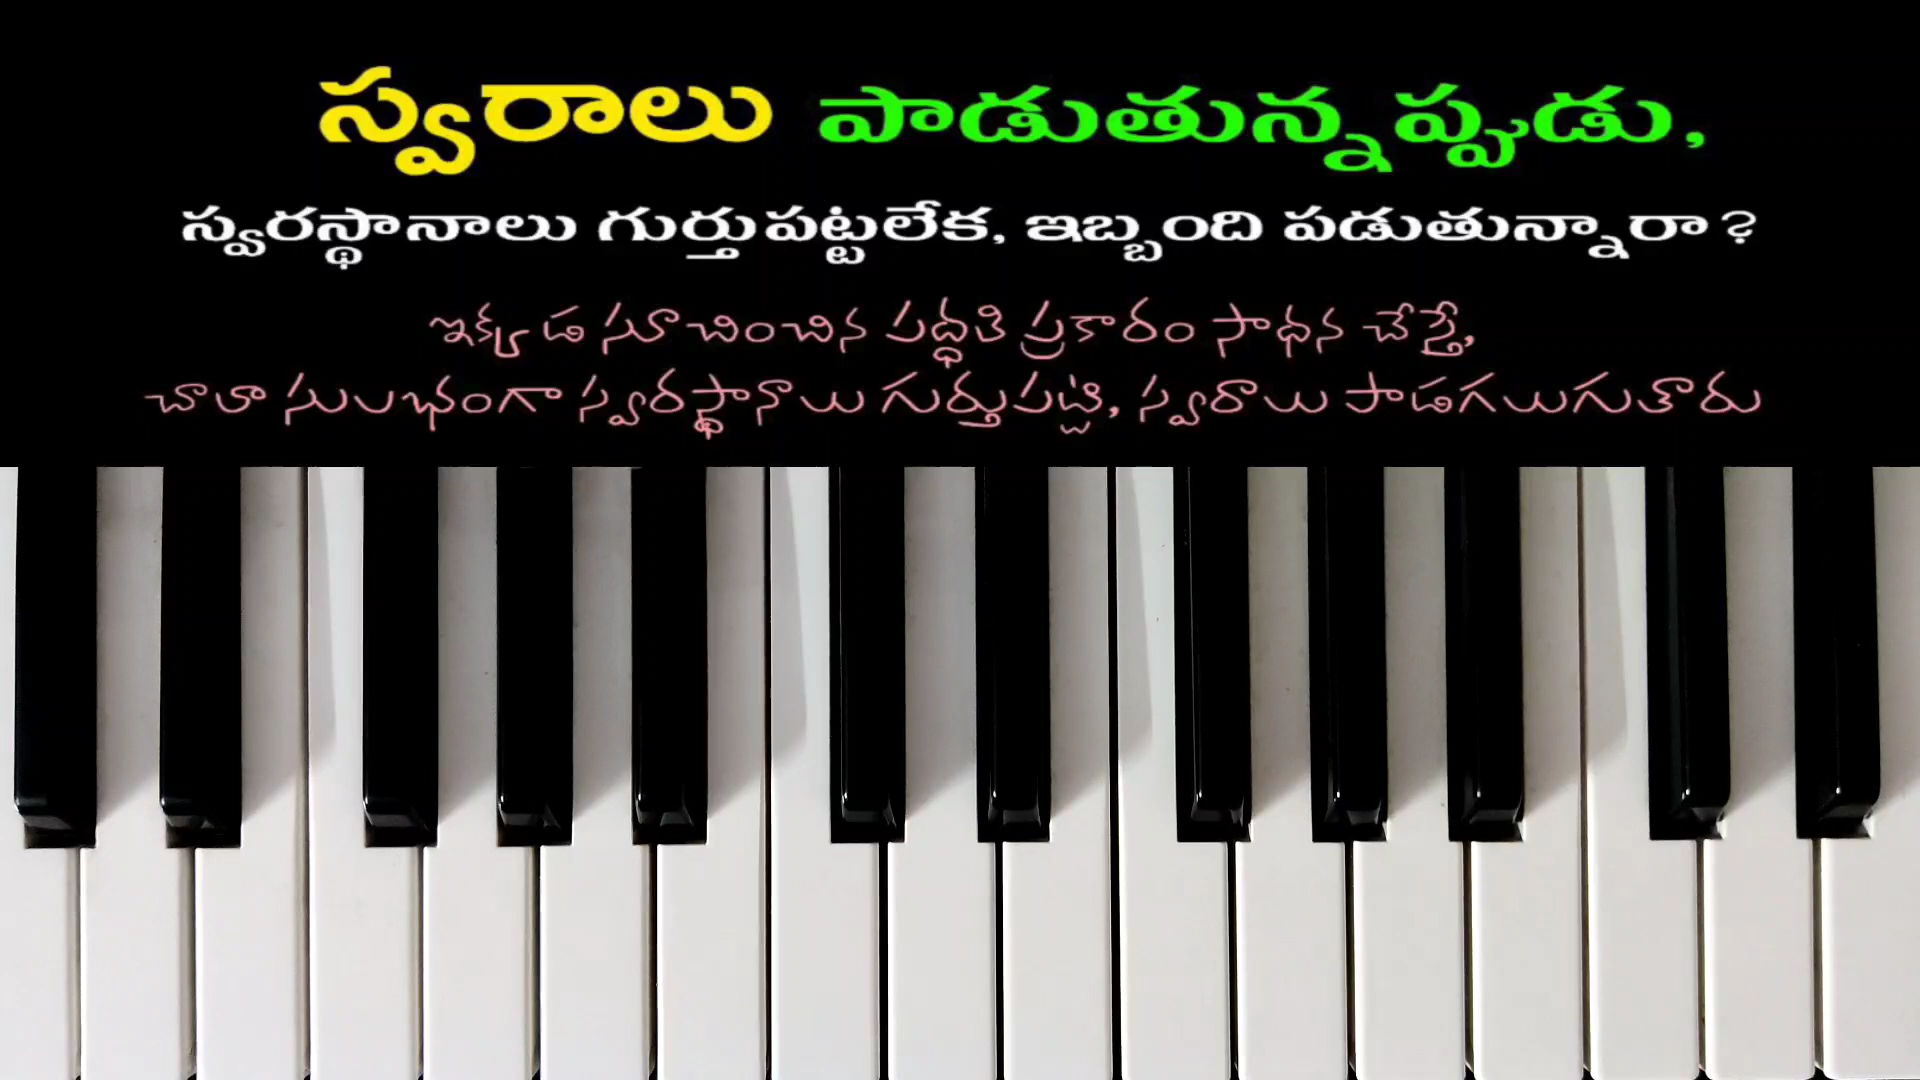 స్వరాలు పాడుతున్నప్పుడు,
స్వరస్థానాలు గుర్తుపట్టలేక, ఇబ్బంది పడుతున్నారా ?
ఇక్కడ సూచించిన పద్ధతి ప్రకారం సాధన చేస్తే,
చాలా సులభంగా స్వరస్థానాలు గుర్తుపట్టి, స్వరాలు పాడగలుగుతారు